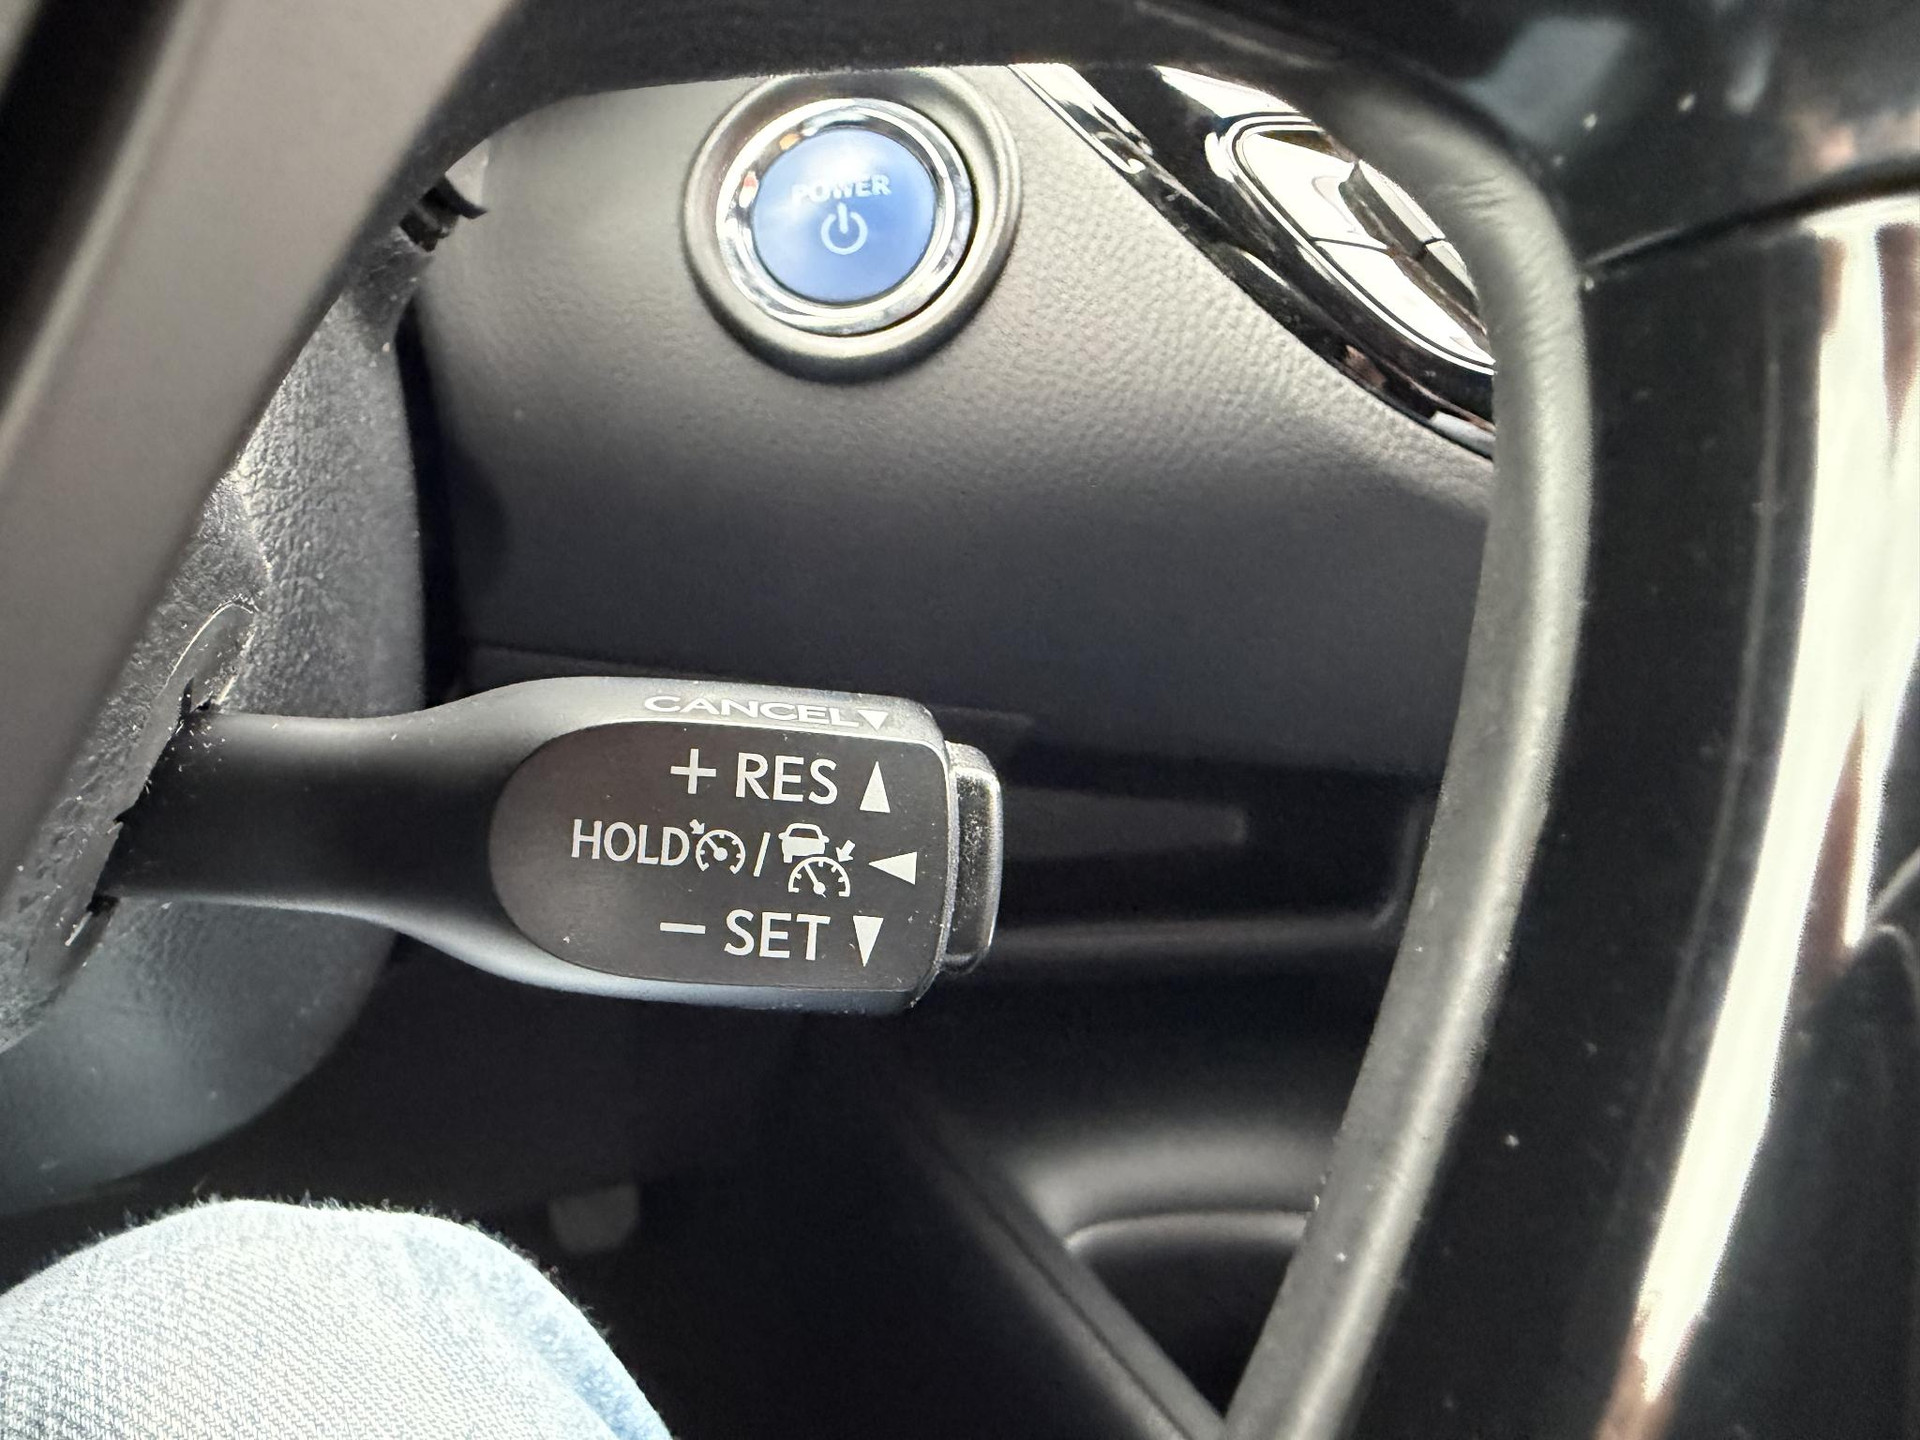 POWER
CANCEL
+ RES
HOLD /
− SET